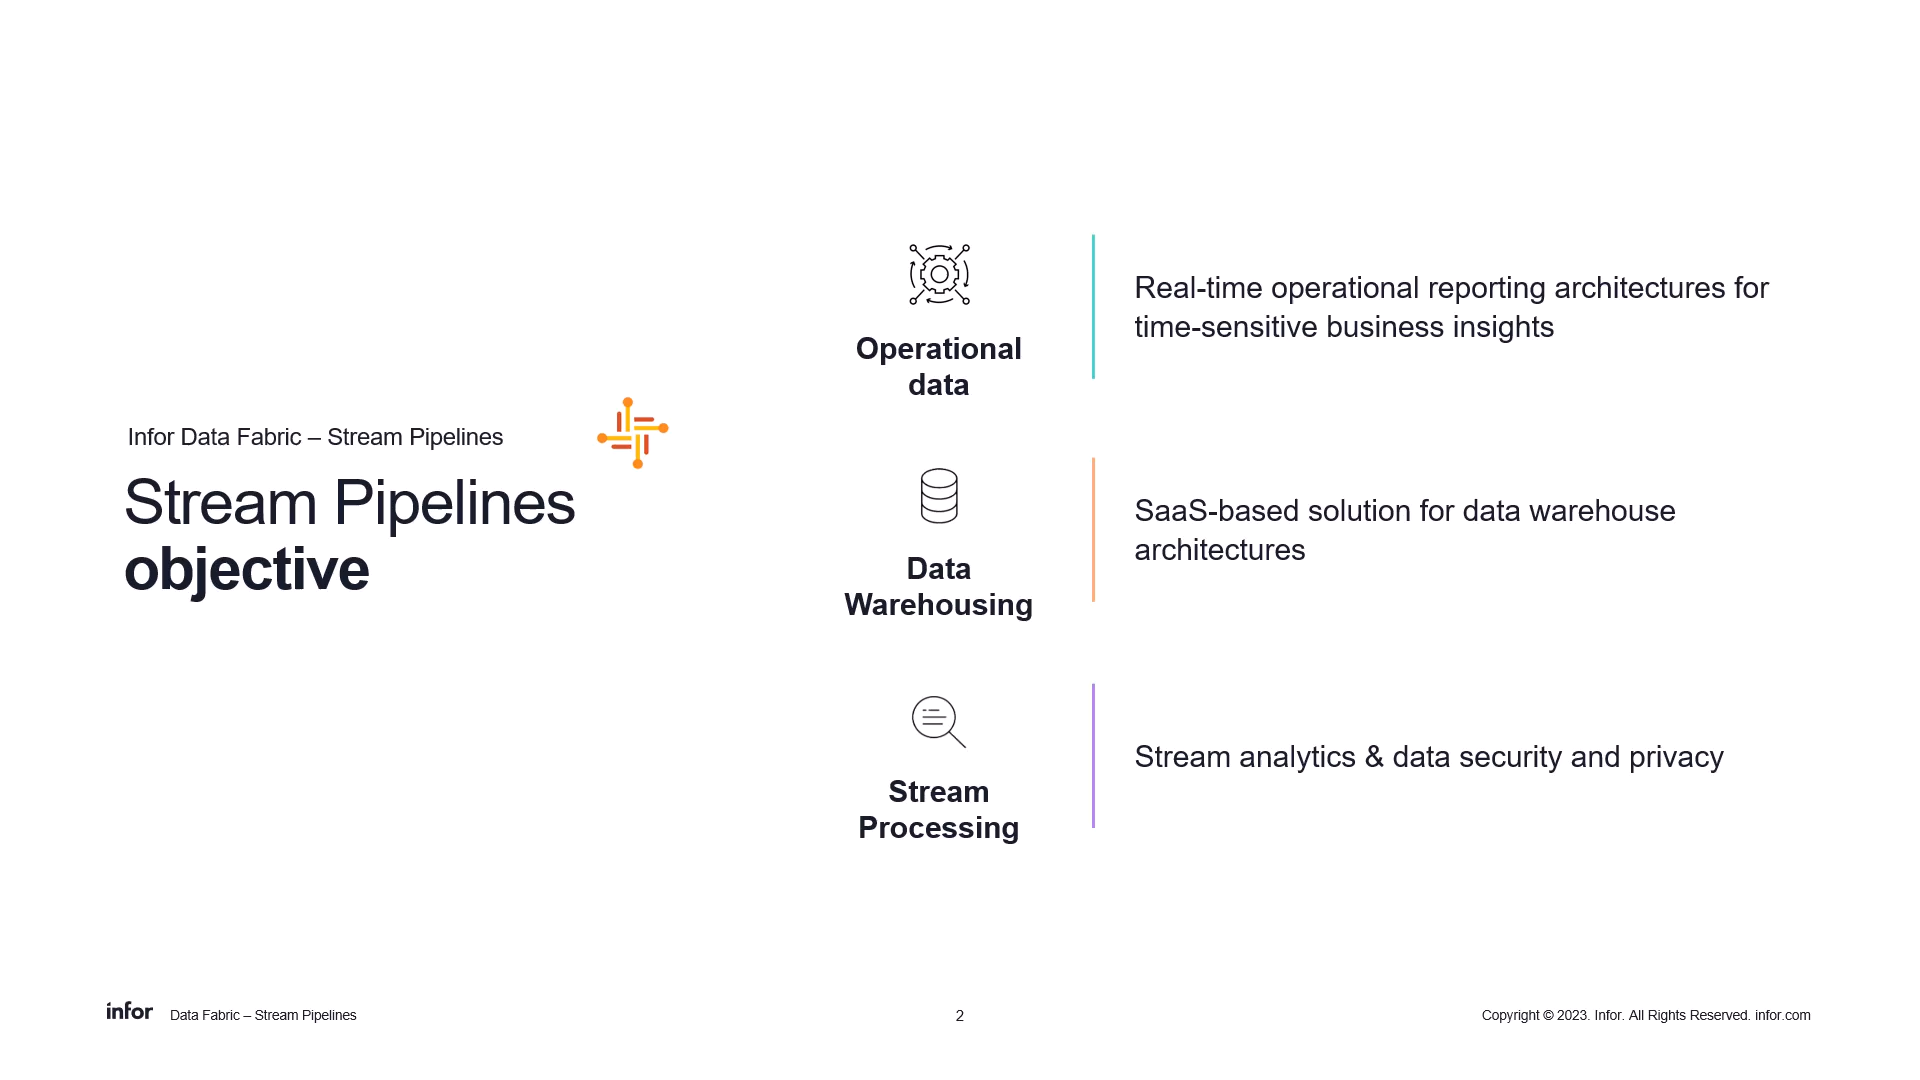 Infor Data Fabric – Stream Pipelines
Stream Pipelines
objective
Operational
data
Real-time operational reporting architectures for
time-sensitive business insights
Data
Warehousing
SaaS-based solution for data warehouse
architectures
Stream
Processing
Stream analytics & data security and privacy
infor
Data Fabric – Stream Pipelines
2
Copyright © 2023. Infor. All Rights Reserved. infor.com